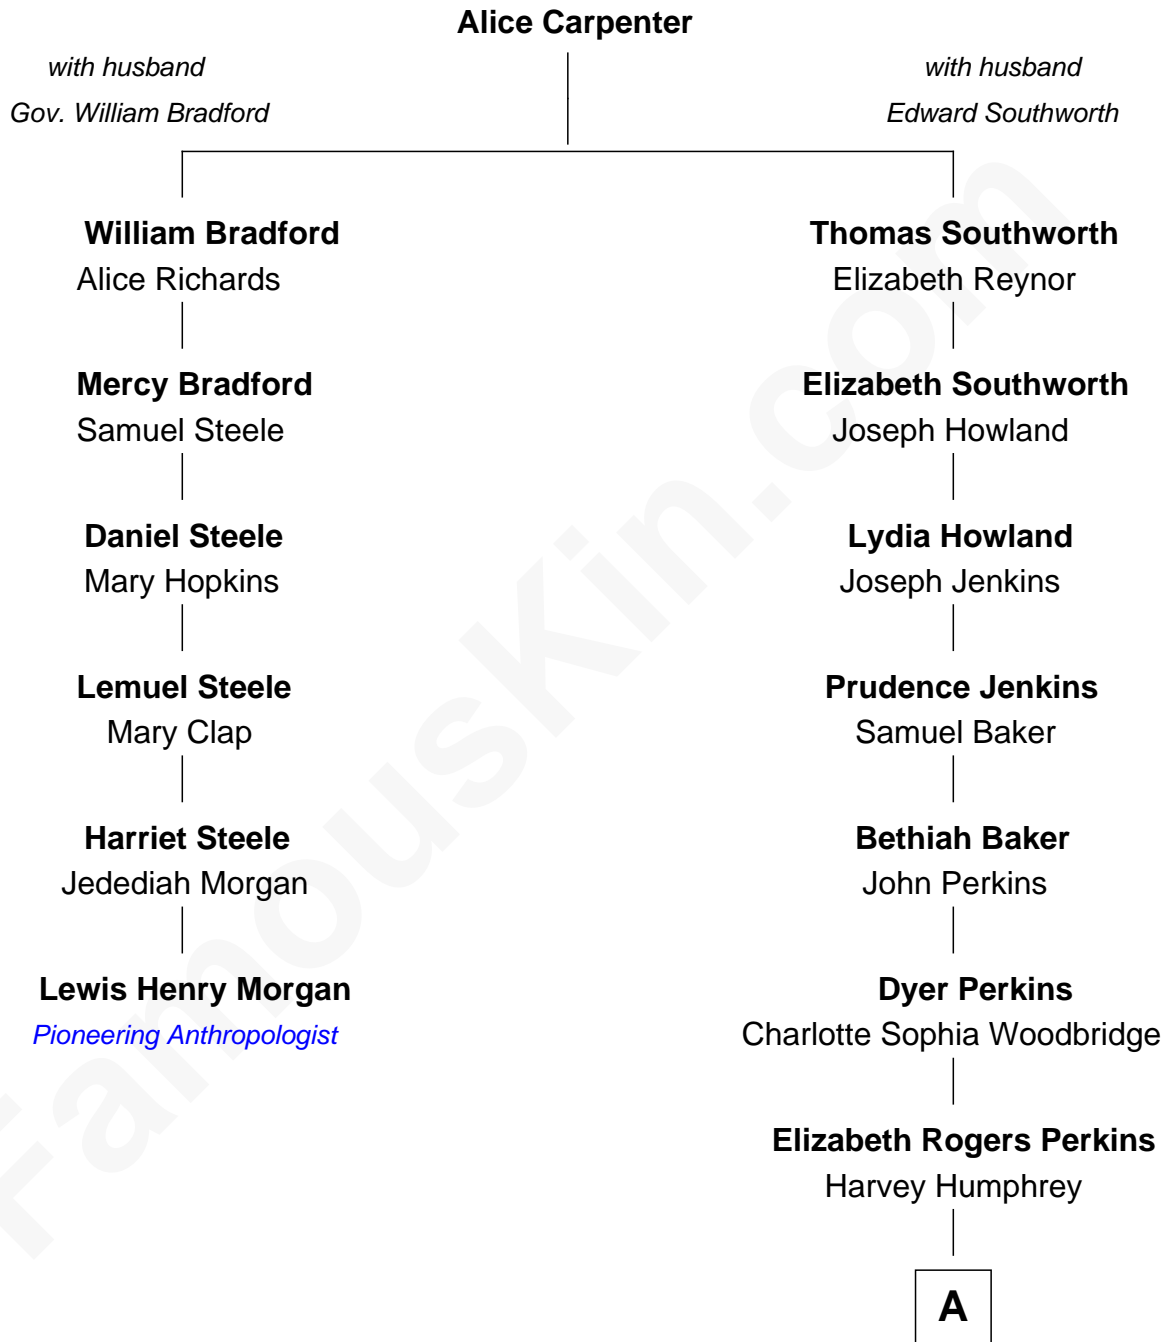 Alice Carpenter
with husband
Gov. William Bradford
with husband
Edward Southworth
William Bradford
Alice Richards
Thomas Southworth
Elizabeth Reynor
Mercy Bradford
Samuel Steele
Elizabeth Southworth
Joseph Howland
Daniel Steele
Mary Hopkins
Lydia Howland
Joseph Jenkins
Lemuel Steele
Mary Clap
Prudence Jenkins
Samuel Baker
Harriet Steele
Jedediah Morgan
Bethiah Baker
John Perkins
Lewis Henry Morgan
Pioneering Anthropologist
Dyer Perkins
Charlotte Sophia Woodbridge
Elizabeth Rogers Perkins
Harvey Humphrey
A
FamousKin.com